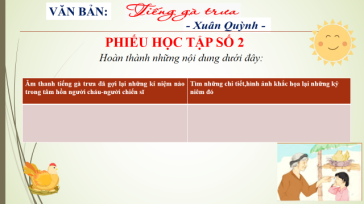 VĂN BẢN: Tiếng gà trưa
- Xuân Quỳnh -
PHIẾU HỌC TẬP SỐ 2
Hoàn thành những nội dung dưới đây:
Âm thanh tiếng gà trưa đã gợi lại những kỉ niệm nào
trong tâm hồn người cháu-người chiến sĩ
Tìm những chi tiết,hình ảnh khắc họa lại những kỷ
niệm đó